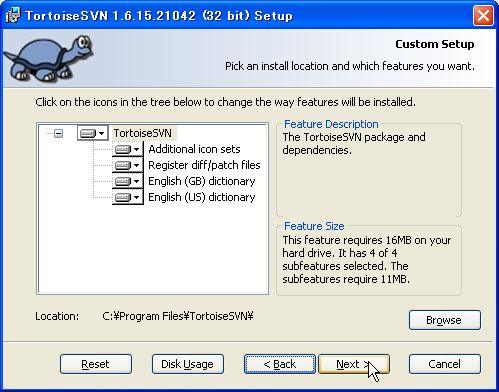 TortoiseSVN 1.6.15.21042 (32 bit) Setup
Custom Setup
Pick an install location and which features you want.
Click on the icons in the tree below to change the way features will be installed.
TortoiseSVN
Additional icon sets
Register diff/patch files
English (GB) dictionary
English (US) dictionary
Feature Description
The TortoiseSVN package and
dependencies.
Feature Size
This feature requires 16MB on your
hard drive. It has 4 of 4
subfeatures selected. The
subfeatures require 11MB.
Location: C:¥Program Files¥TortoiseSVN¥
Browse
Reset Disk Usage < Back Next > Cancel